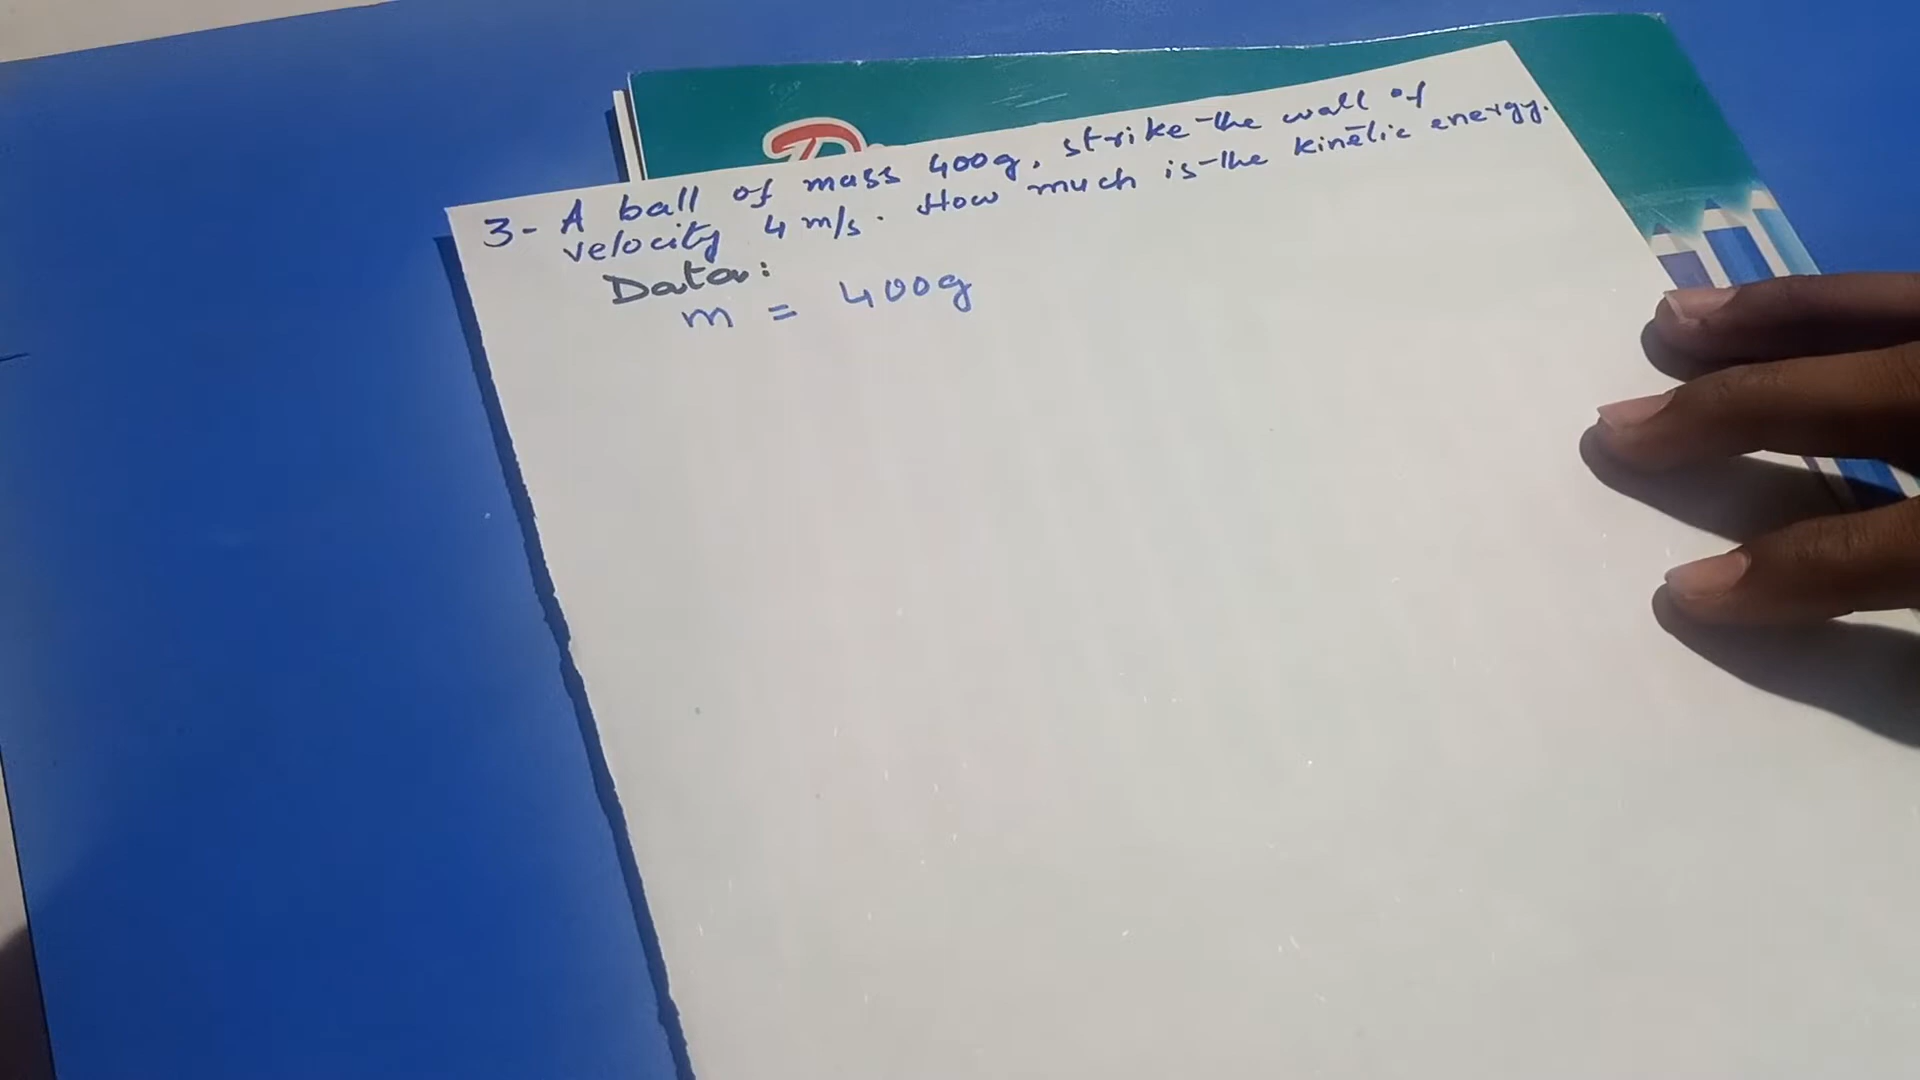 3- A ball of mass 400g, strike the wall of
velocity 4 m/s. How much is the kinetic energy.
Data:
m = 400g